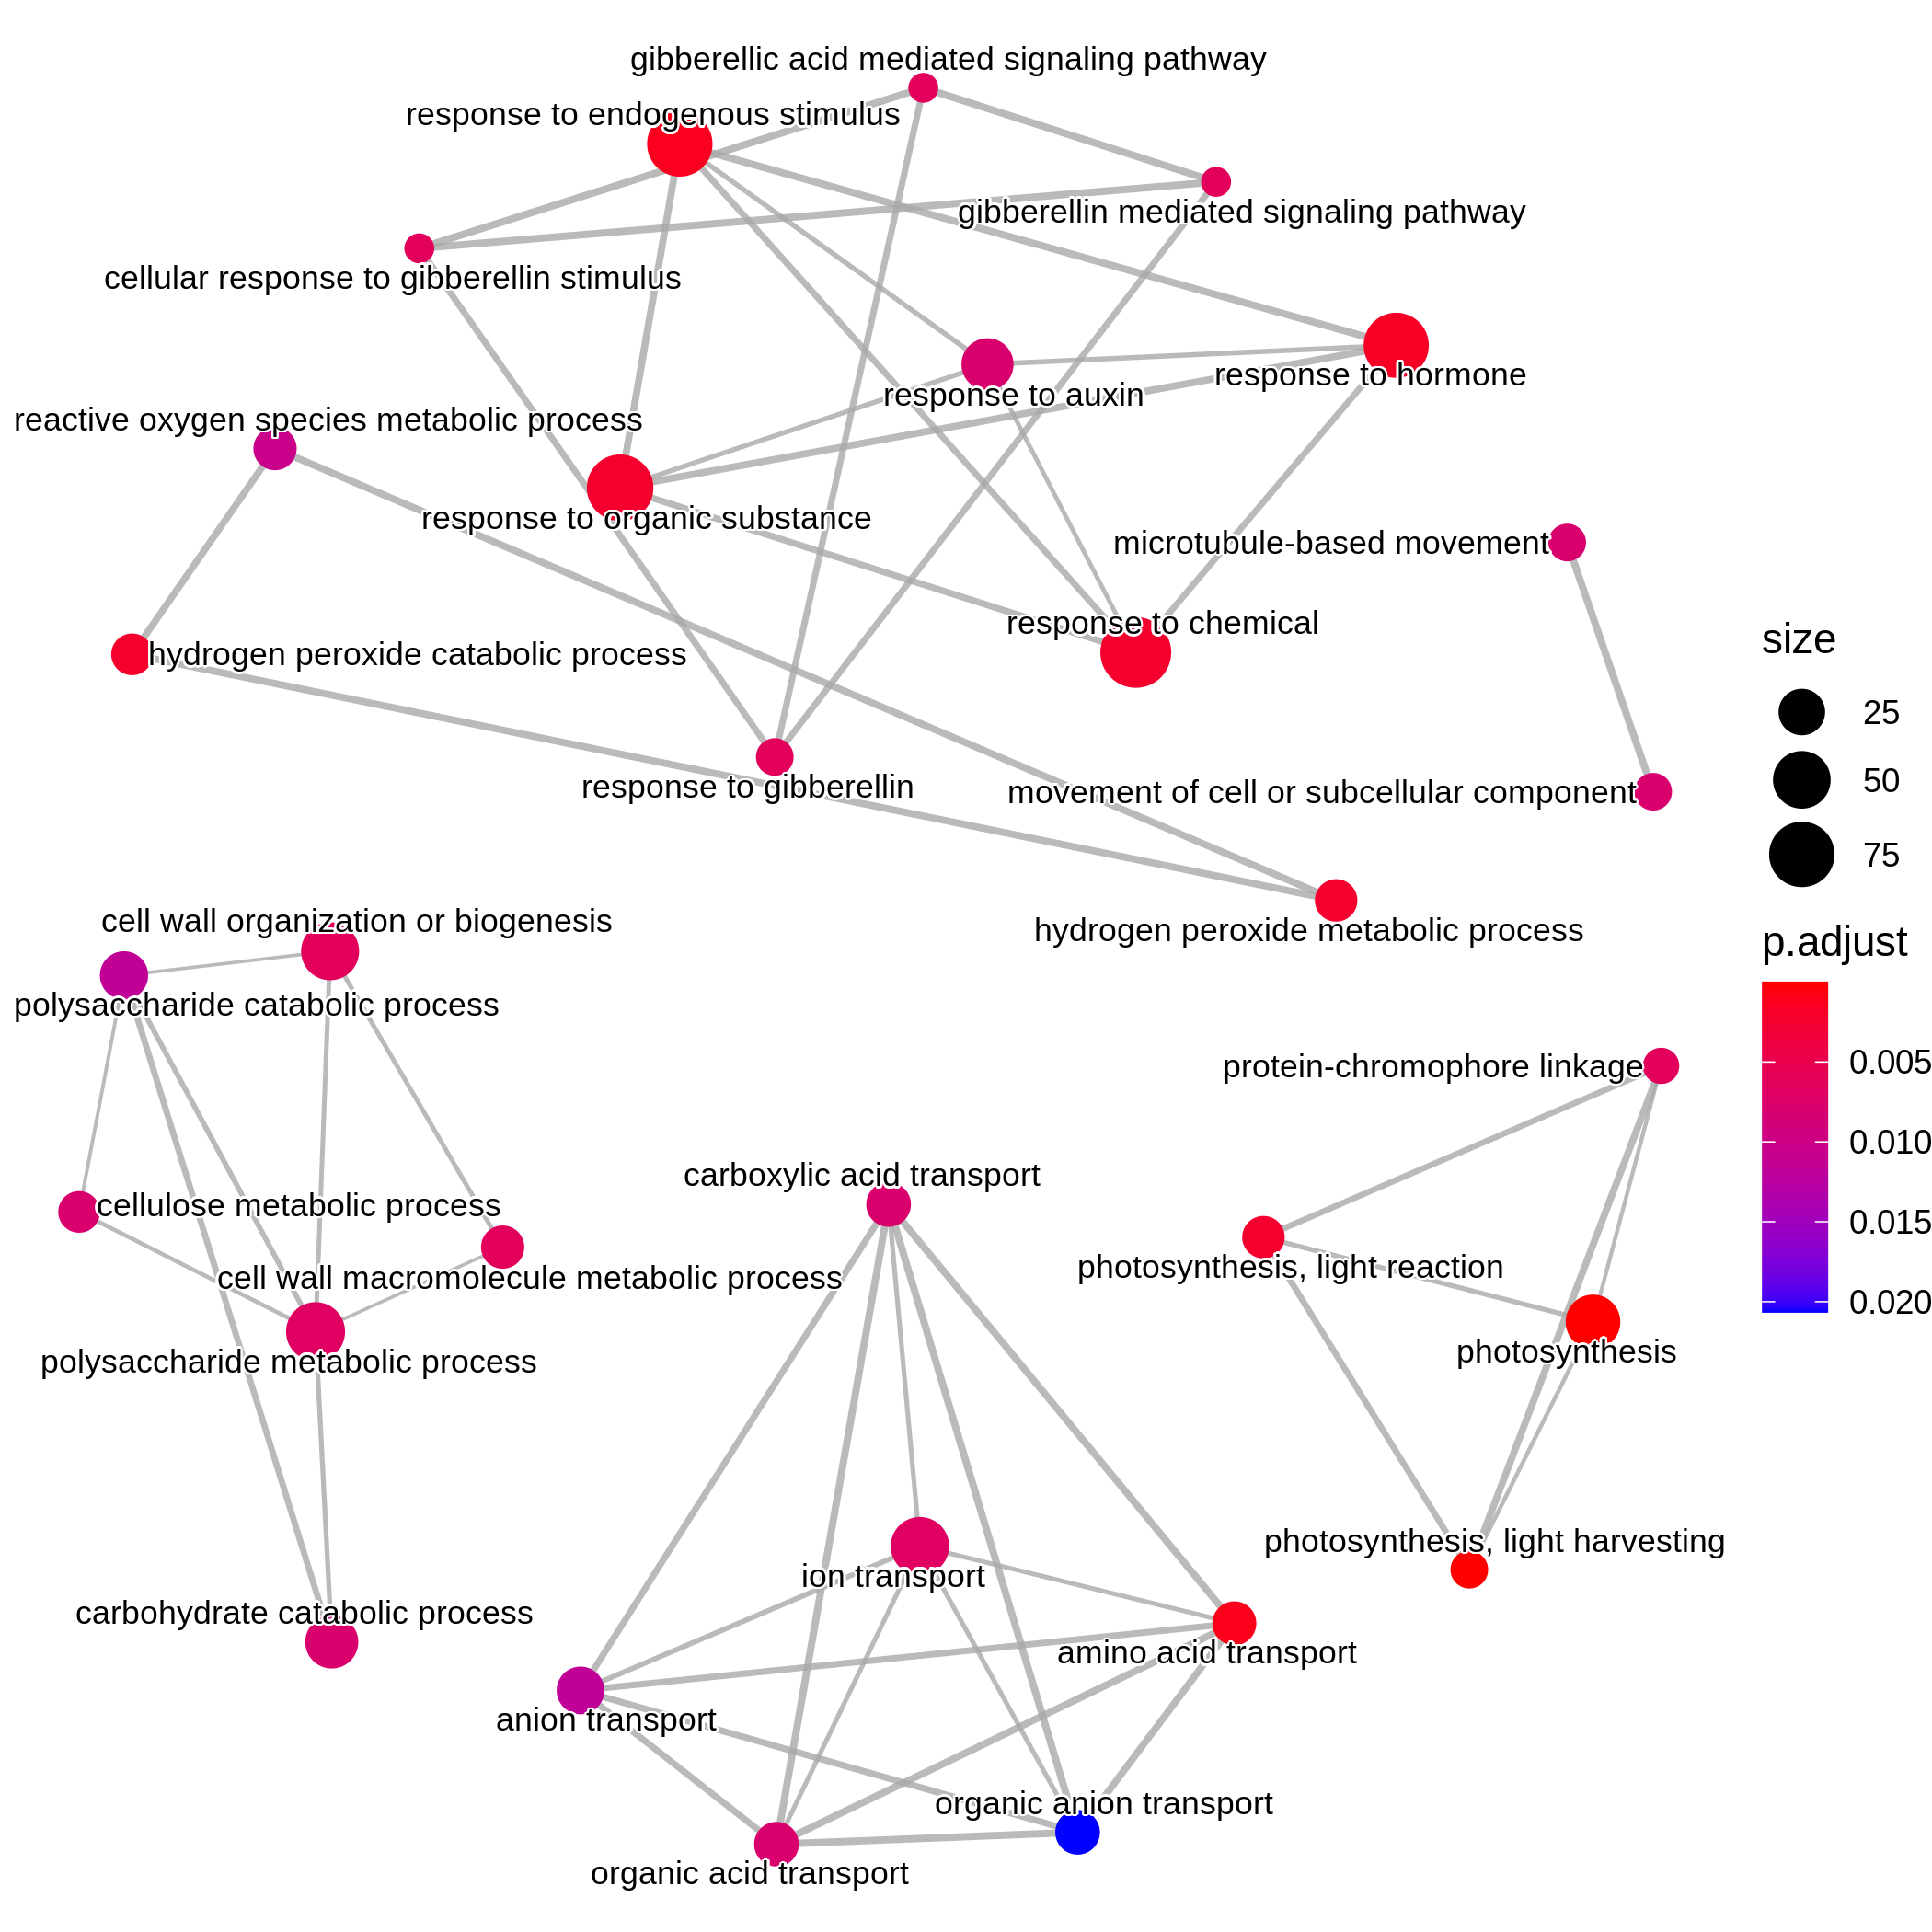 gibberellic acid mediated signaling pathway
response to endogenous stimulus
gibberellin mediated signaling pathway
cellular response to gibberellin stimulus
response to hormone
response to auxin
reactive oxygen species metabolic process
response to organic substance
microtubule-based movement
response to chemical
hydrogen peroxide catabolic process
response to gibberellin
movement of cell or subcellular component
hydrogen peroxide metabolic process
size
25
50
75
p.adjust
0.005
0.010
0.015
0.020
cell wall organization or biogenesis
polysaccharide catabolic process
protein-chromophore linkage
carboxylic acid transport
cellulose metabolic process
photosynthesis, light reaction
cell wall macromolecule metabolic process
photosynthesis
polysaccharide metabolic process
photosynthesis, light harvesting
ion transport
carbohydrate catabolic process
amino acid transport
anion transport
organic anion transport
organic acid transport